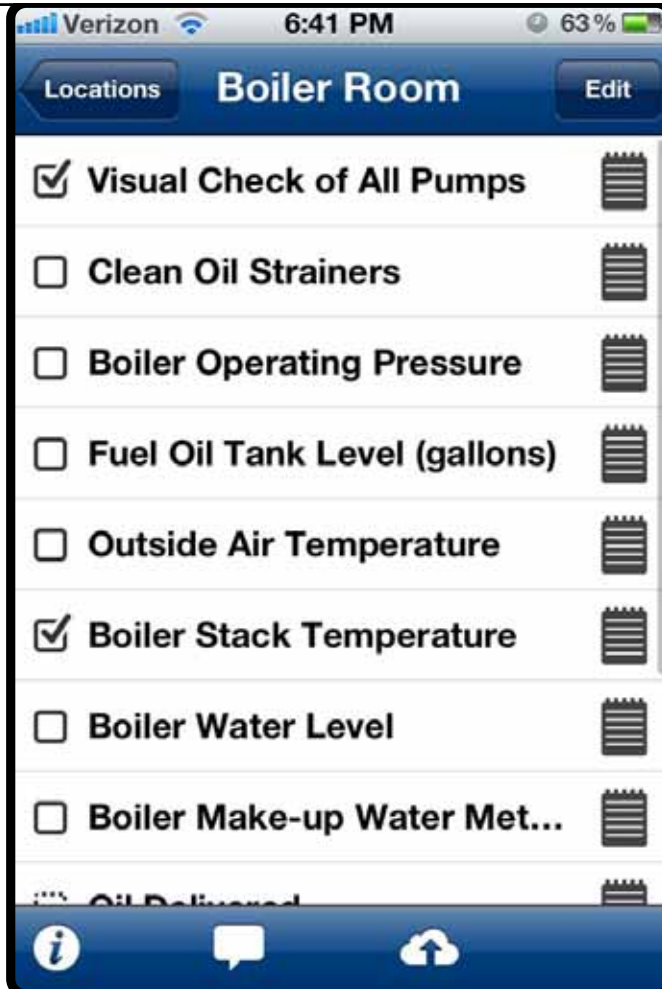 Verizon 6:41 PM 63%
Locations Boiler Room Edit
Visual Check of All Pumps
Clean Oil Strainers
Boiler Operating Pressure
Fuel Oil Tank Level (gallons)
Outside Air Temperature
Boiler Stack Temperature
Boiler Water Level
Boiler Make-up Water Met...
Oil Delivered
i